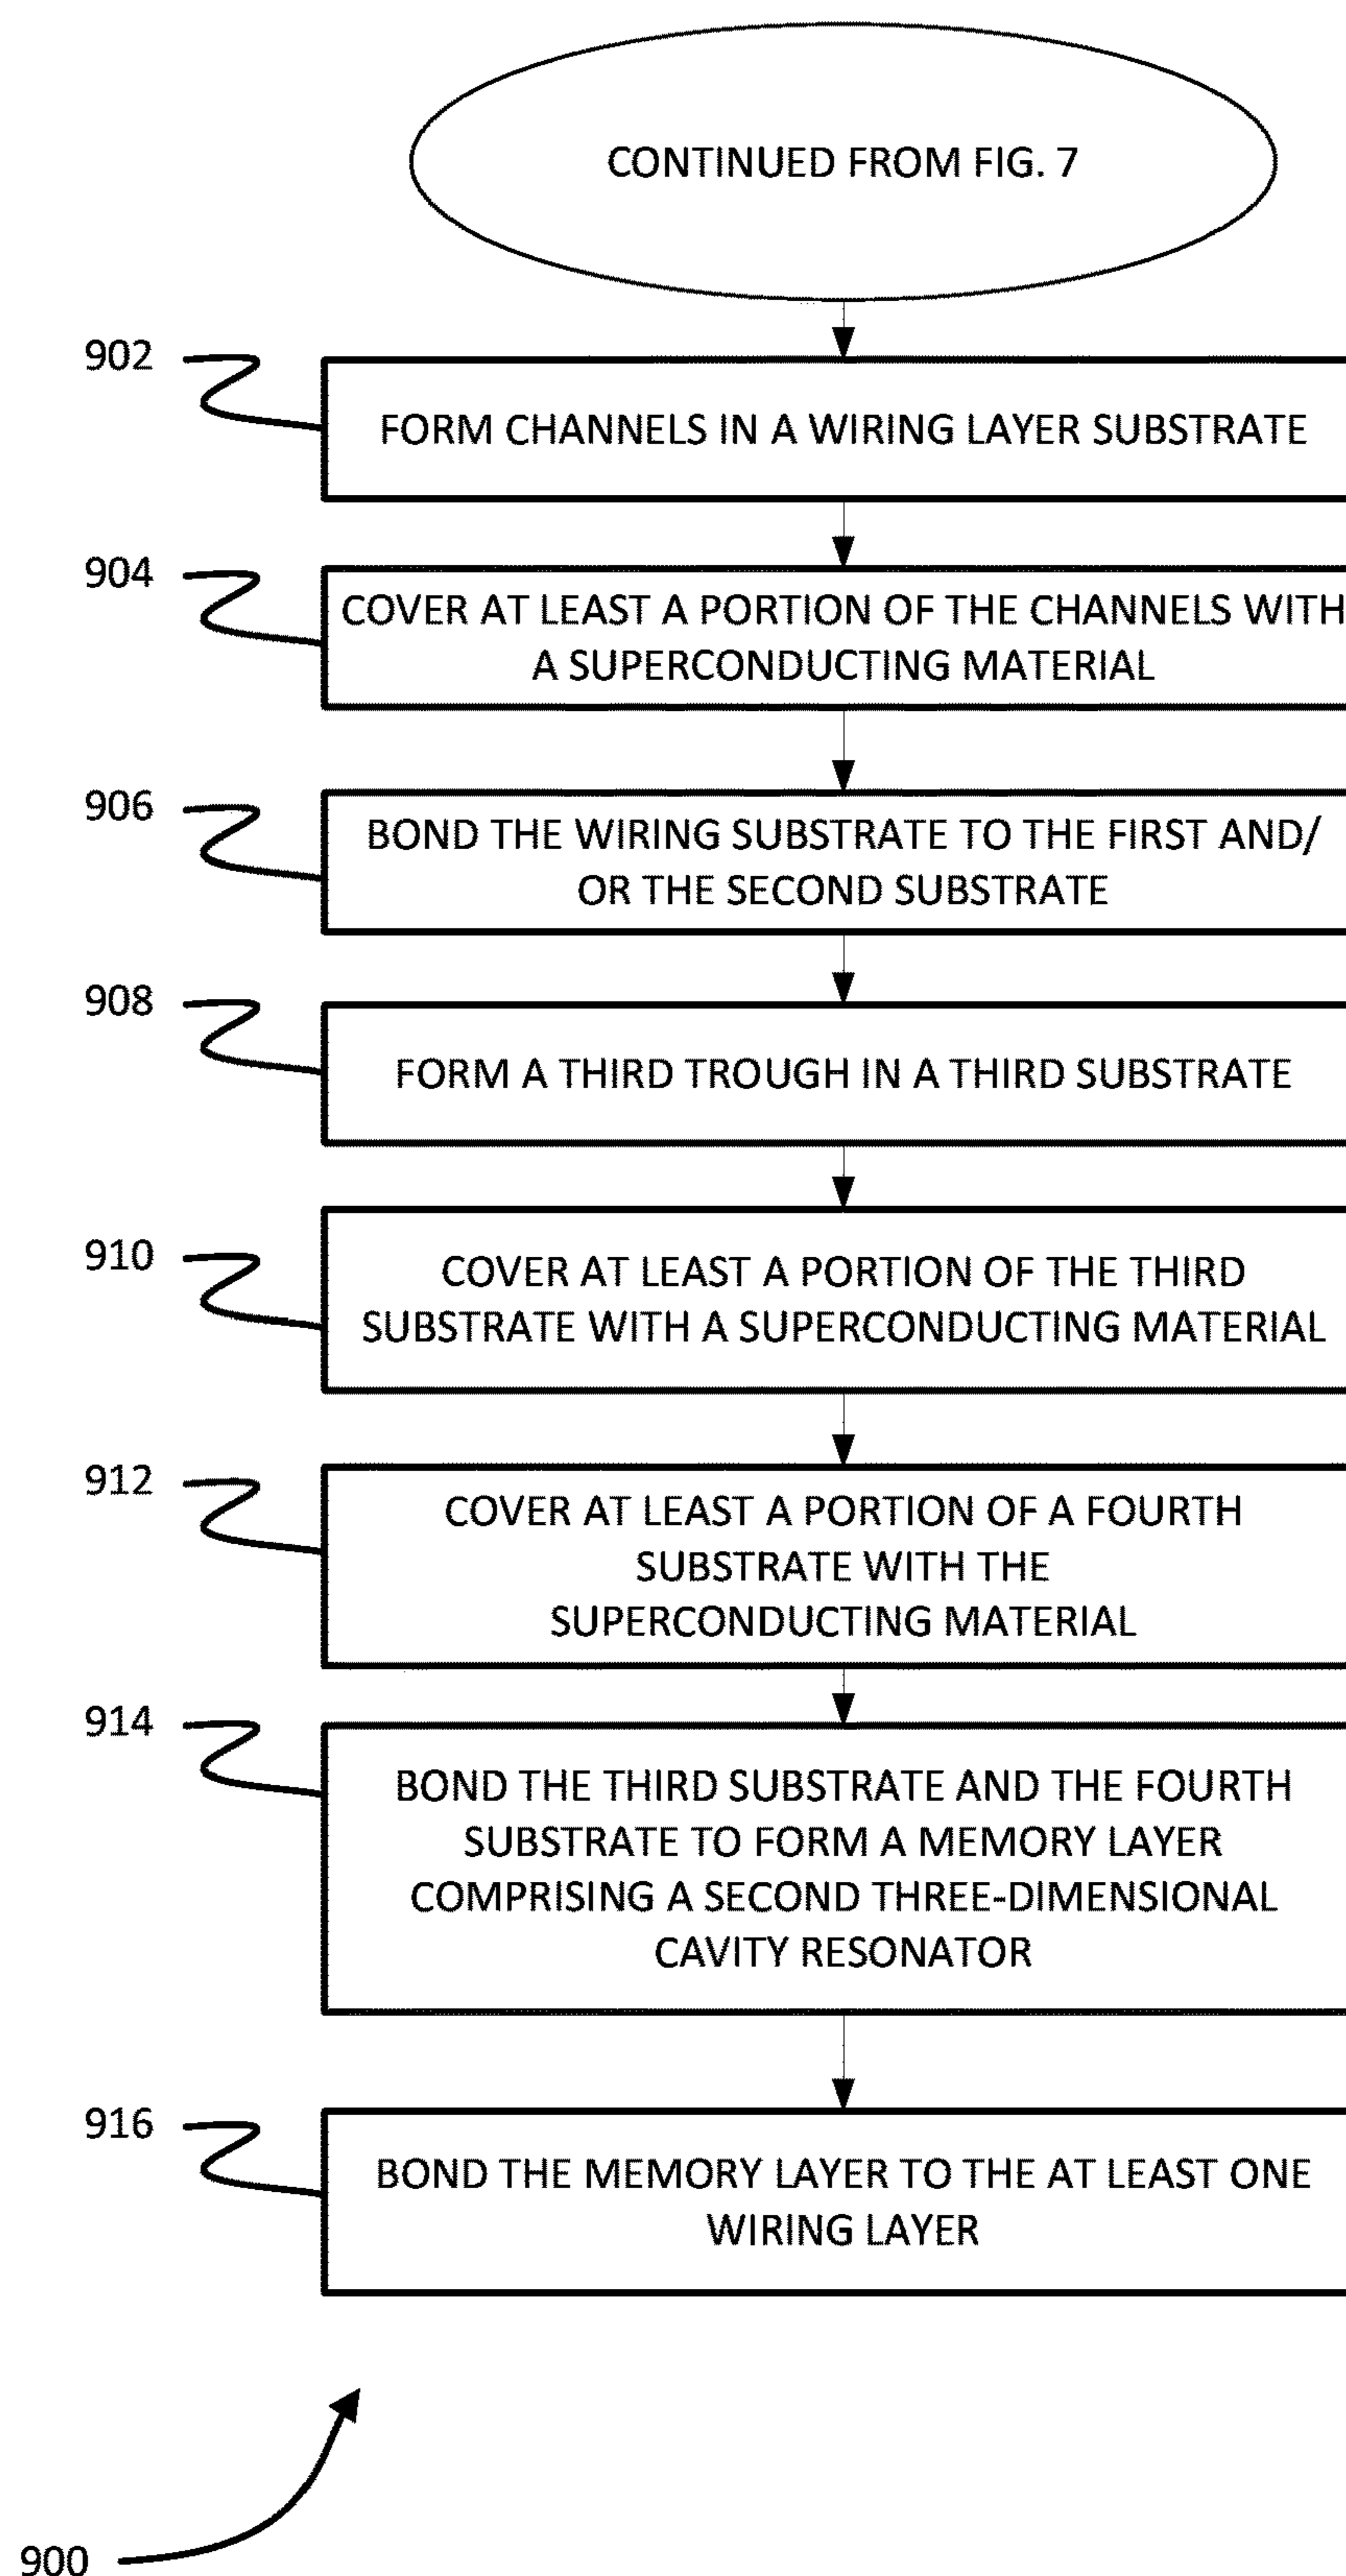 CONTINUED FROM FIG. 7
902
FORM CHANNELS IN A WIRING LAYER SUBSTRATE
904
COVER AT LEAST A PORTION OF THE CHANNELS WITH
A SUPERCONDUCTING MATERIAL
906
BOND THE WIRING SUBSTRATE TO THE FIRST AND/
OR THE SECOND SUBSTRATE
908
FORM A THIRD TROUGH IN A THIRD SUBSTRATE
910
COVER AT LEAST A PORTION OF THE THIRD
SUBSTRATE WITH A SUPERCONDUCTING MATERIAL
912
COVER AT LEAST A PORTION OF A FOURTH
SUBSTRATE WITH THE
SUPERCONDUCTING MATERIAL
914
BOND THE THIRD SUBSTRATE AND THE FOURTH
SUBSTRATE TO FORM A MEMORY LAYER
COMPRISING A SECOND THREE-DIMENSIONAL
CAVITY RESONATOR
916
BOND THE MEMORY LAYER TO THE AT LEAST ONE
WIRING LAYER
900